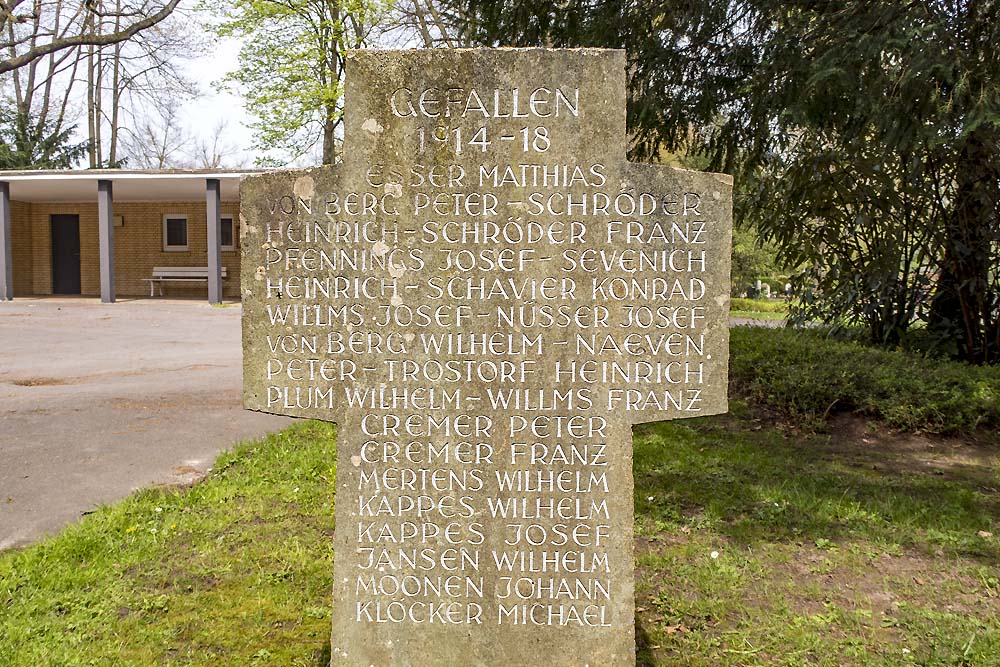 GEFALLEN
1914-18
ESSER MATTHIAS
VON BERG PETER-SCHRÖDER
HEINRICH-SCHRÖDER FRANZ
PFENNINGS JOSEF-SEVENICH
HEINRICH-SCHAVIER KONRAD
WILLMS JOSEF-NÜSSER JOSEF
VON BERG WILHELM-NAEVEN
PETER-TROSTORF HEINRICH
PLUM WILHELM-WILLMS FRANZ
CREMER PETER
CREMER FRANZ
MERTENS WILHELM
KAPPES WILHELM
KAPPES JOSEF
JANSEN WILHELM
MOONEN JOHANN
KLÖCKER MICHAEL